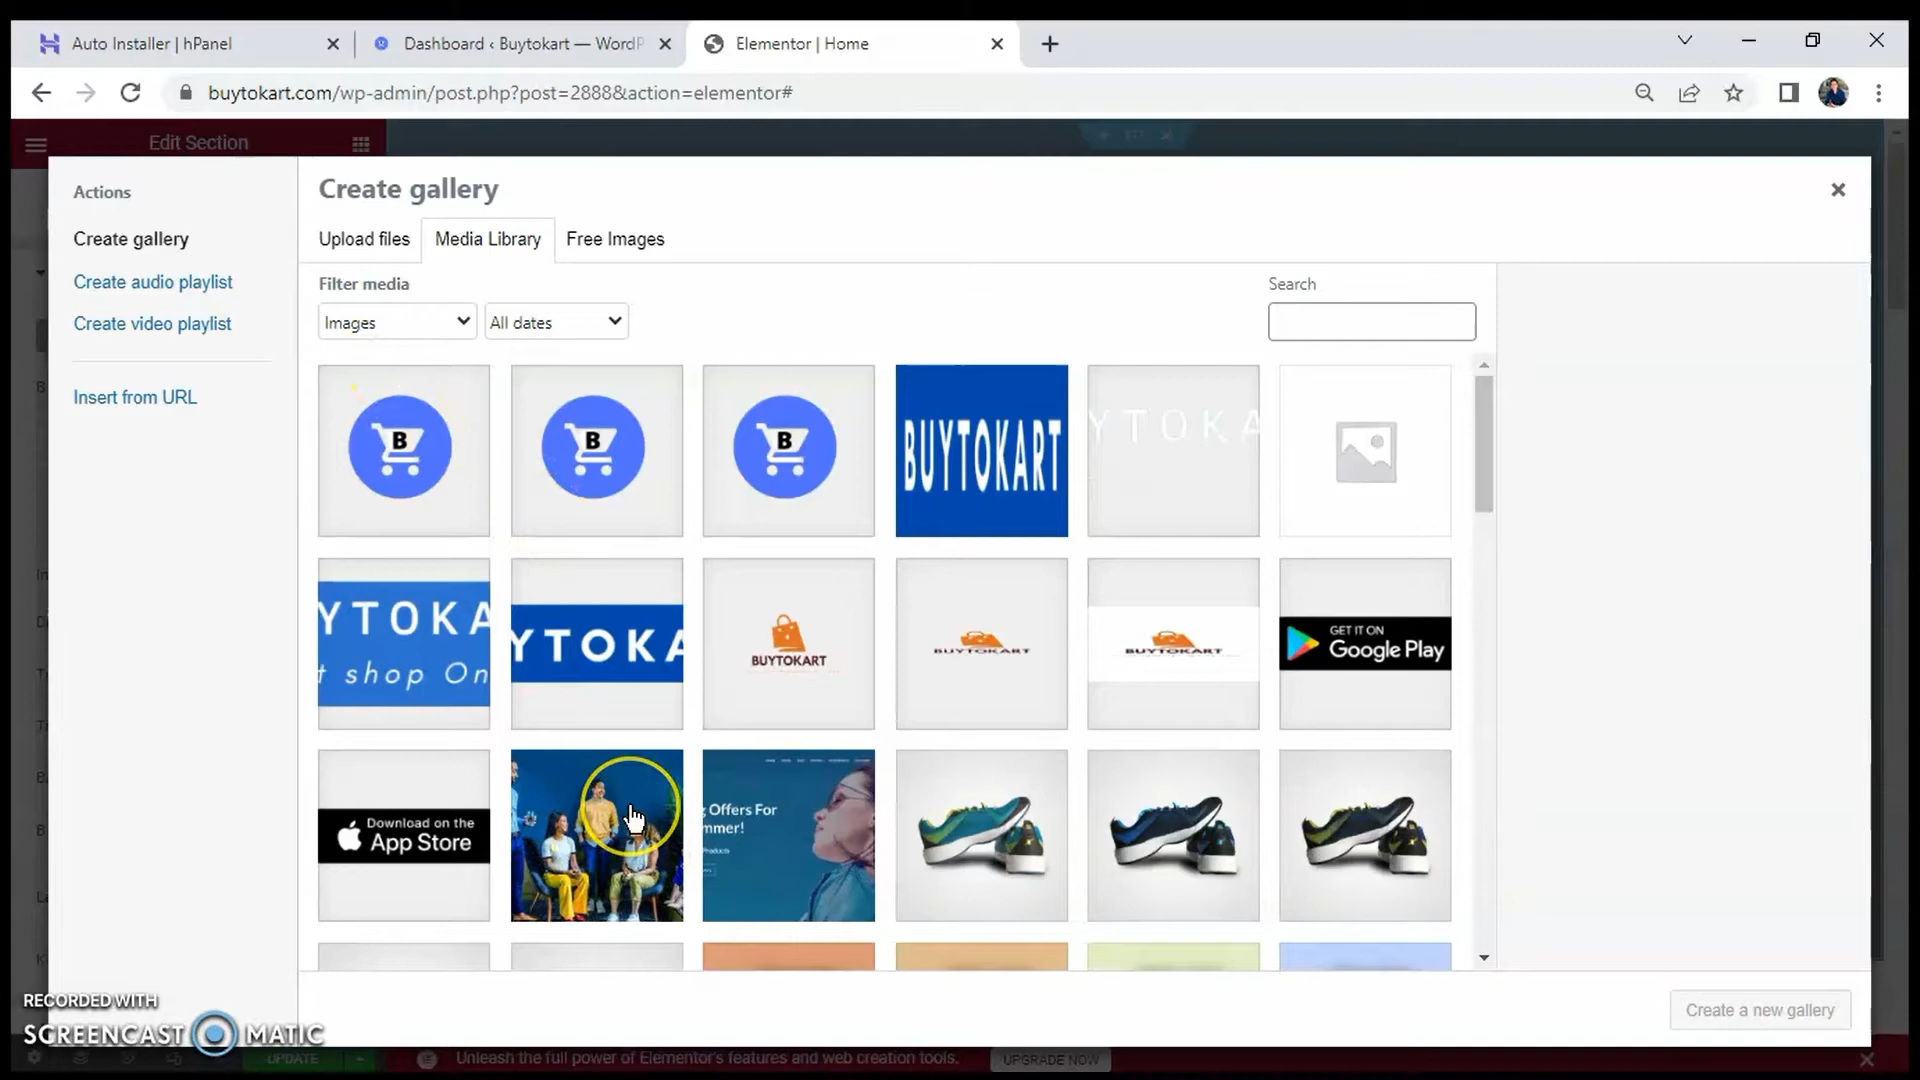 Auto Installer | hPanel
Dashboard ‹ Buytokart — WordP
Elementor | Home
buytokart.com/wp-admin/post.php?post=2888&action=elementor#
Edit Section
Actions
Create gallery
Create audio playlist
Create video playlist
Insert from URL
Create gallery
Upload files
Media Library
Free Images
Filter media
Search
Images
All dates
B
B
B
BUYTOKART
YTOKA
YTOKA
t shop On
YTOKA
BUYTOKART
BUYTOKART
BUYTOKART
GET IT ON
Google Play
Download on the
App Store
Offers For
mmer!
Products
Create a new gallery
RECORDED WITH
SCREENCAST MATIC
UPDATE
Unleash the full power of Elementor's features and web creation tools.
UPGRADE NOW